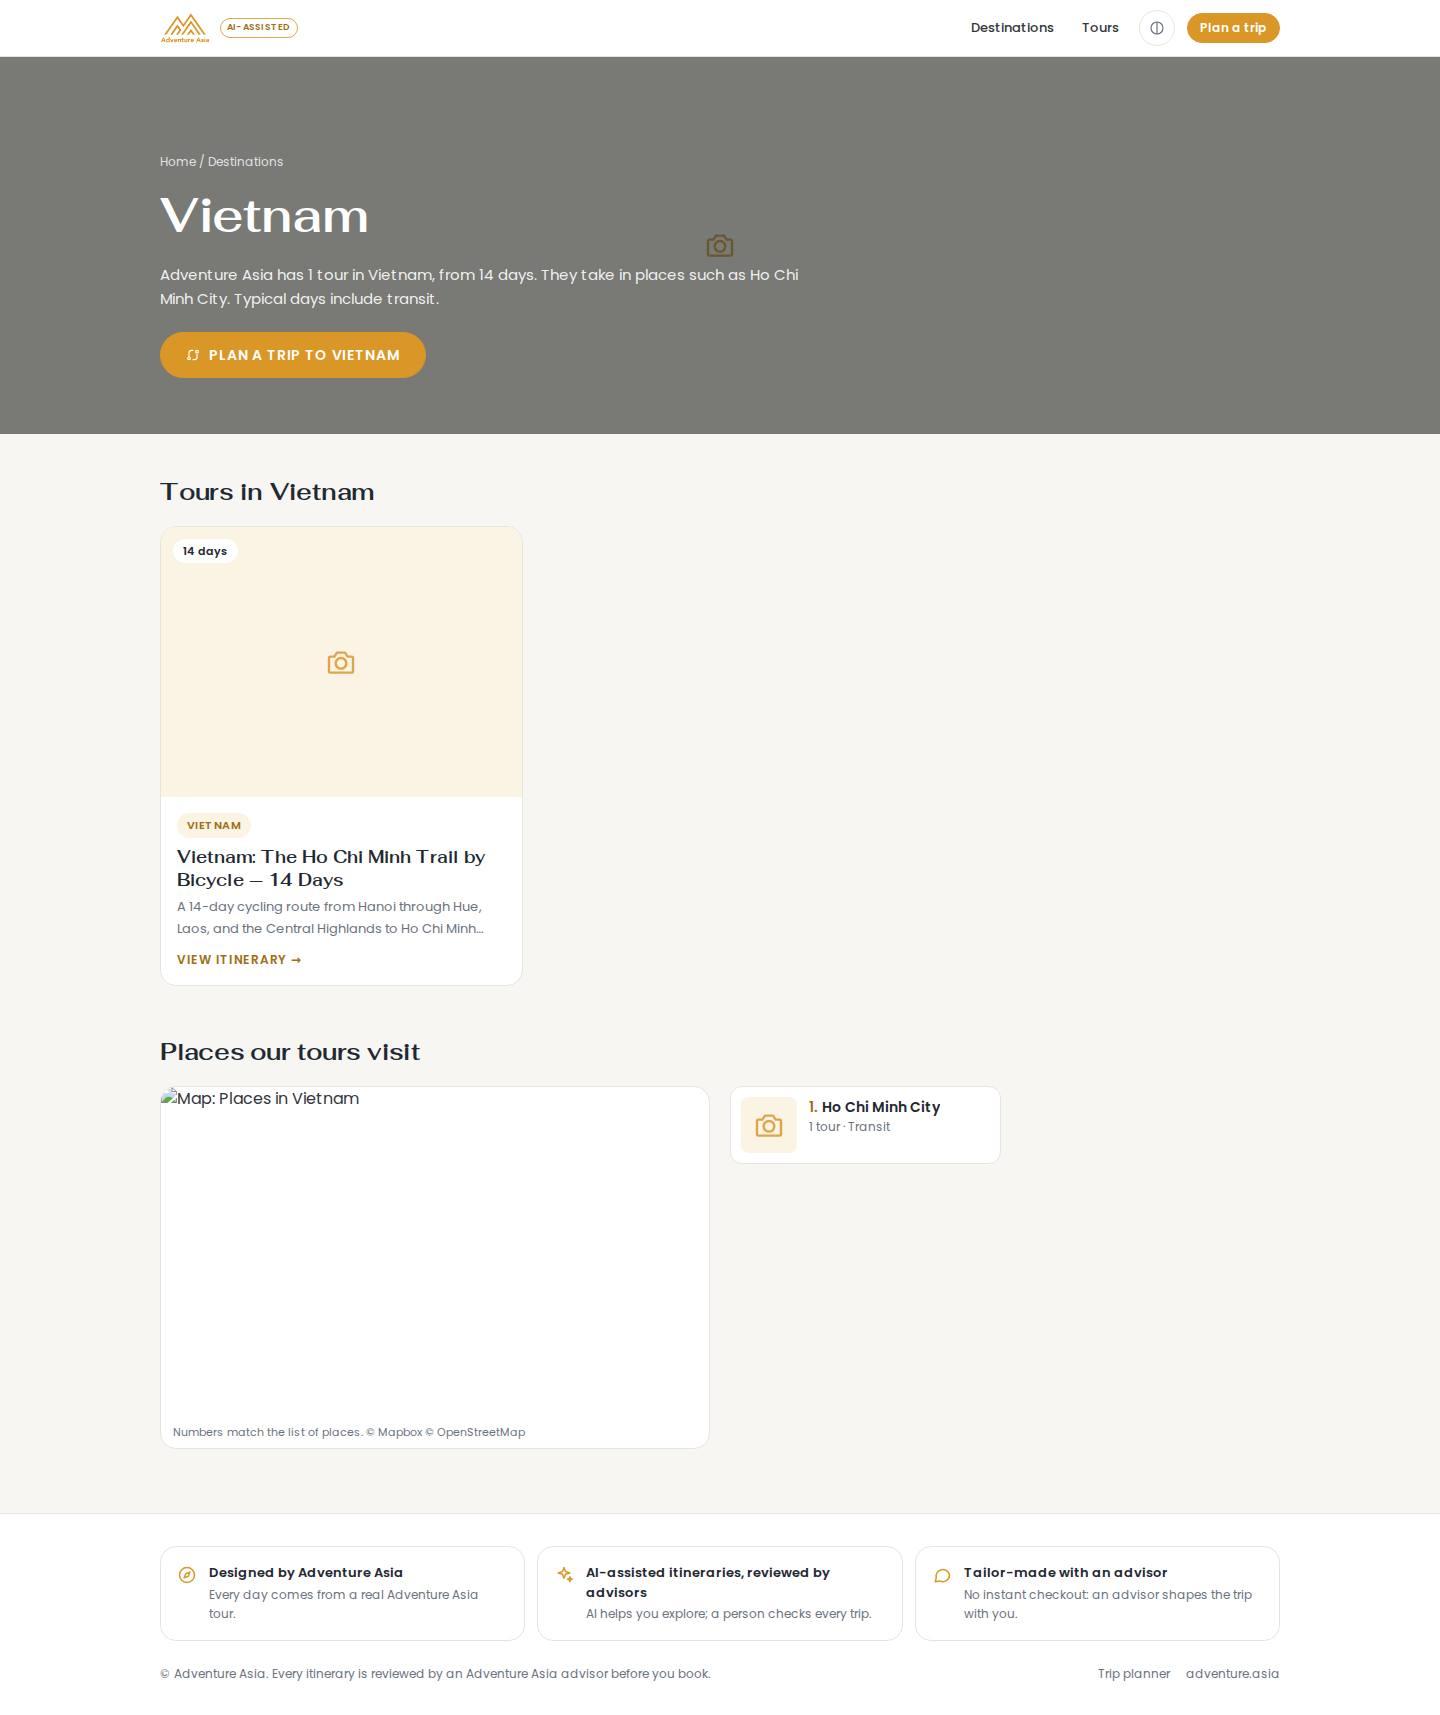 Adventure Asia
AI-ASSISTED
Destinations
Tours
Plan a trip
Home / Destinations
Vietnam
Adventure Asia has 1 tour in Vietnam, from 14 days. They take in places such as Ho Chi
Minh City. Typical days include transit.
PLAN A TRIP TO VIETNAM
Tours in Vietnam
14 days
VIETNAM
Vietnam: The Ho Chi Minh Trail by
Bicycle — 14 Days
A 14-day cycling route from Hanoi through Hue,
Laos, and the Central Highlands to Ho Chi Minh…
VIEW ITINERARY →
Places our tours visit
Map: Places in Vietnam
Numbers match the list of places. © Mapbox © OpenStreetMap
1. Ho Chi Minh City
1 tour · Transit
Designed by Adventure Asia
Every day comes from a real Adventure Asia
tour.
AI-assisted itineraries, reviewed by
advisors
AI helps you explore; a person checks every trip.
Tailor-made with an advisor
No instant checkout: an advisor shapes the trip
with you.
© Adventure Asia. Every itinerary is reviewed by an Adventure Asia advisor before you book.
Trip planner
adventure.asia